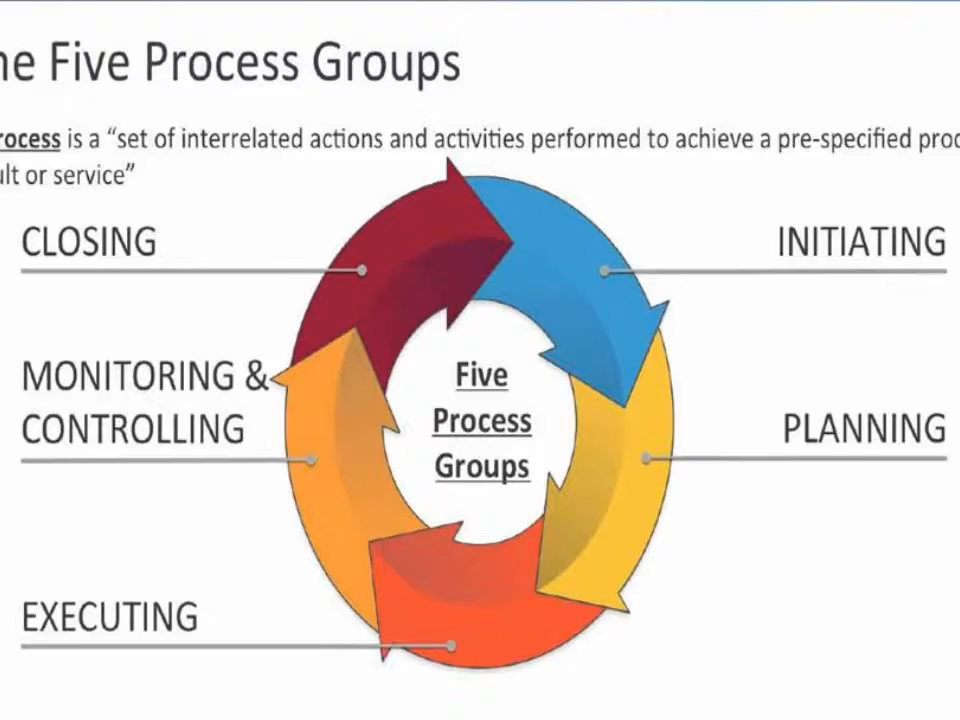 ne Five Process Groups
rocess is a “set of interrelated actions and activities performed to achieve a pre-specified proc
ult or service”
CLOSING
INITIATING
MONITORING &
CONTROLLING
Five
Process
Groups
PLANNING
EXECUTING